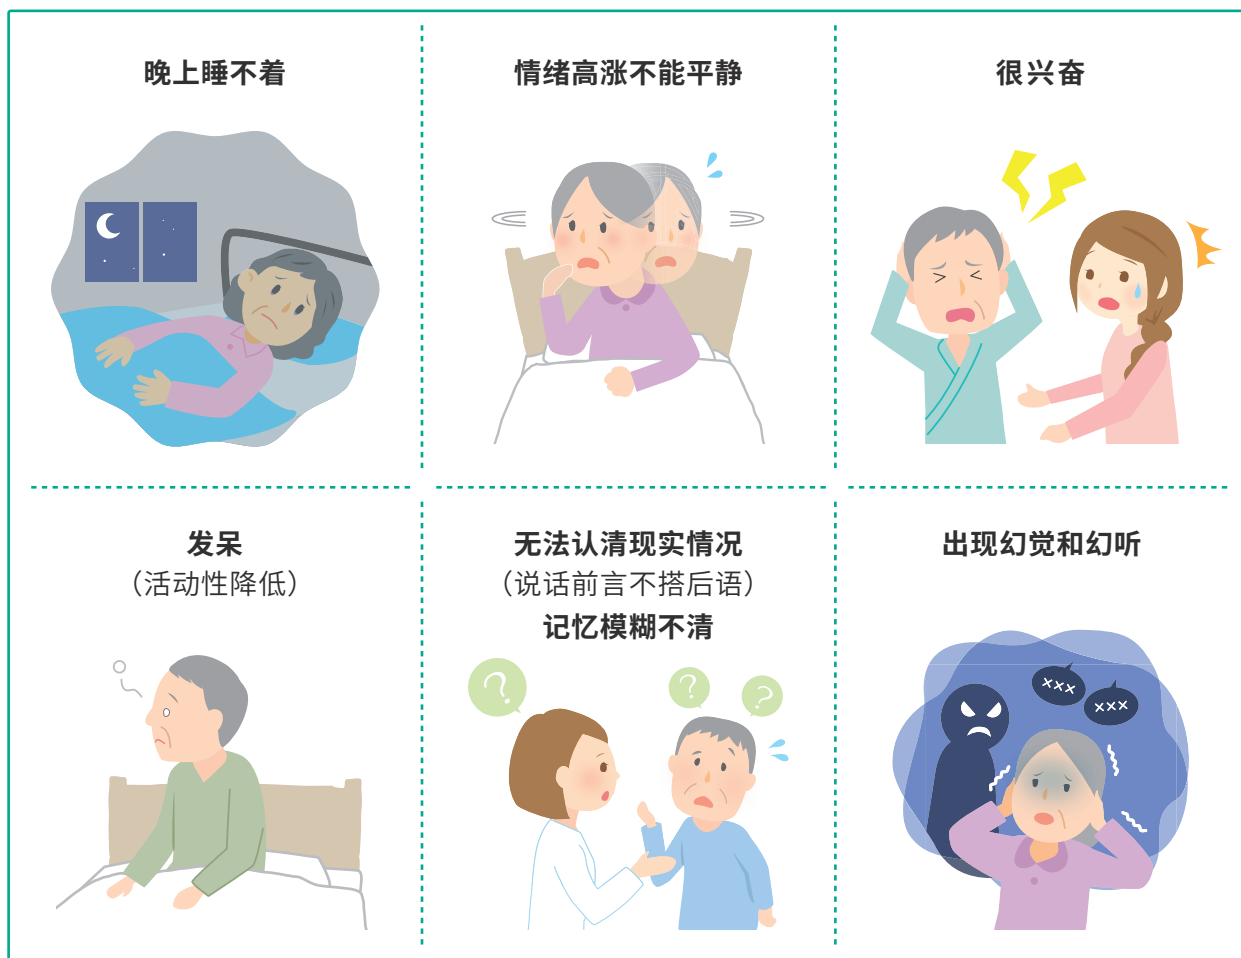 晚上睡不着
情绪高涨不能平静
很兴奋
发呆
（活动性降低）
无法认清现实情况
（说话前言不搭后语）
记忆模糊不清
出现幻觉和幻听
?
?
?
×××
×××